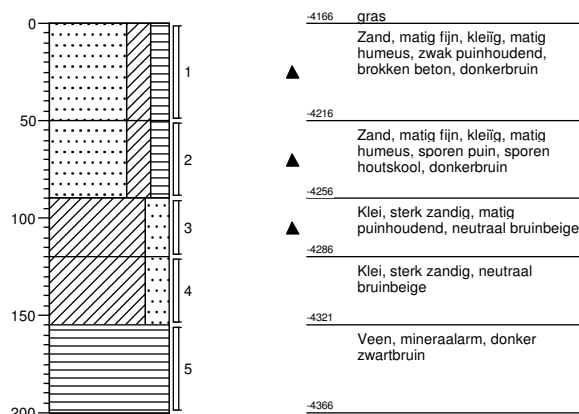 0
50
100
150
200
1
2
3
4
5
-4166 gras
Zand, matig fijn, kleiïg, matig
humeus, zwak puinhoudend,
brokken beton, donkerbruin
-4216
Zand, matig fijn, kleiïg, matig
humeus, sporen puin, sporen
houtskool, donkerbruin
-4256
Klei, sterk zandig, matig
puinhoudend, neutraal bruinbeige
-4286
Klei, sterk zandig, neutraal
bruinbeige
-4321
Veen, mineraalarm, donker
zwartbruin
-4366